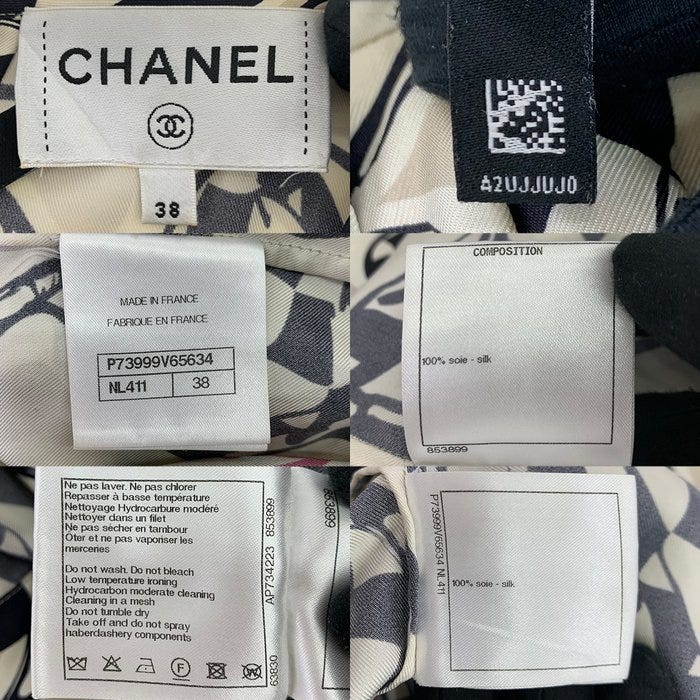 CHANEL
38
A2UJJUJ0
MADE IN FRANCE
FABRIQUE EN FRANCE
P73999V65634
NL411 38
COMPOSITION
100% soie - silk
853899
Ne pas laver. Ne pas chlorer
Repasser à basse température
Nettoyage Hydrocarbure modéré
Nettoyer dans un filet
Ne pas sécher en tambour
Ôter et ne pas vaporiser les
merceries
Do not wash. Do not bleach
Low temperature ironing
Hydrocarbon moderate cleaning
Cleaning in a mesh
Do not tumble dry
Take off and do not spray
haberdashery components
F
W
AP734223 853899
63830
853899
P73999V65634 NL411
100% soie - silk